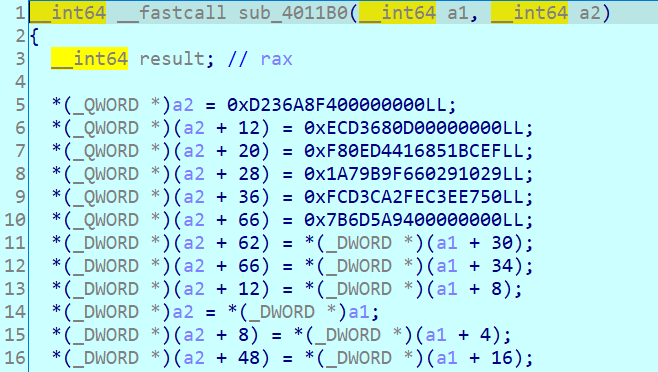 1 __int64 __fastcall sub_4011B0(__int64 a1, __int64 a2)
2 {
3 __int64 result; // rax
4
5 *(_QWORD *)a2 = 0xD236A8F400000000LL;
6 *(_QWORD *)(a2 + 12) = 0xECD3680D00000000LL;
7 *(_QWORD *)(a2 + 20) = 0xF80ED4416851BCEFLL;
8 *(_QWORD *)(a2 + 28) = 0x1A79B9F660291029LL;
9 *(_QWORD *)(a2 + 36) = 0xFCD3CA2FEC3EE750LL;
10 *(_QWORD *)(a2 + 66) = 0x7B6D5A9400000000LL;
11 *(_DWORD *)(a2 + 62) = *(_DWORD *)(a1 + 30);
12 *(_DWORD *)(a2 + 66) = *(_DWORD *)(a1 + 34);
13 *(_DWORD *)(a2 + 12) = *(_DWORD *)(a1 + 8);
14 *(_DWORD *)a2 = *(_DWORD *)a1;
15 *(_DWORD *)(a2 + 8) = *(_DWORD *)(a1 + 4);
16 *(_DWORD *)(a2 + 48) = *(_DWORD *)(a1 + 16);